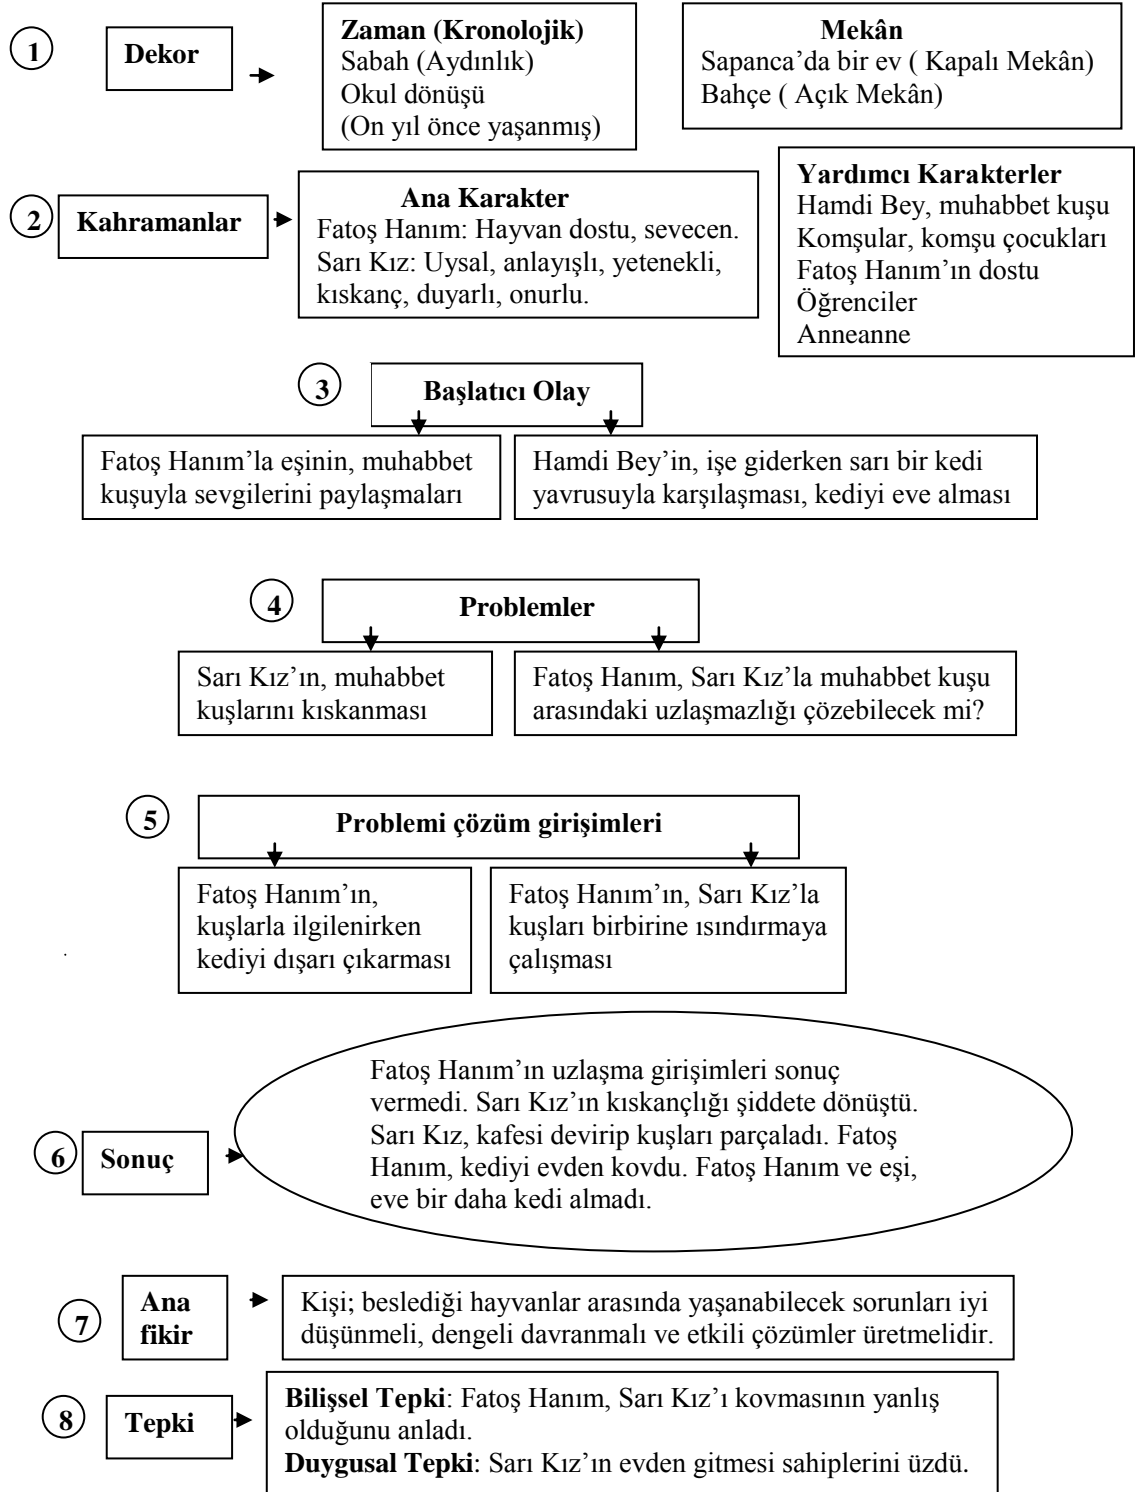 1
Dekor
Zaman (Kronolojik)
Sabah (Aydınlık)
Okul dönüşü
(On yıl önce yaşanmış)
Mekân
Sapanca’da bir ev ( Kapalı Mekân)
Bahçe ( Açık Mekân)
2
Kahramanlar
Ana Karakter
Fatoş Hanım: Hayvan dostu, sevecen.
Sarı Kız: Uysal, anlayışlı, yetenekli,
kıskanç, duyarlı, onurlu.
Yardımcı Karakterler
Hamdi Bey, muhabbet kuşu
Komşular, komşu çocukları
Fatoş Hanım’ın dostu
Öğrenciler
Anneanne
3
Başlatıcı Olay
Fatoş Hanım’la eşinin, muhabbet
kuşuyla sevgilerini paylaşmaları
Hamdi Bey’in, işe giderken sarı bir kedi
yavrusuyla karşılaşması, kediyi eve alması
4
Problemler
Sarı Kız’ın, muhabbet
kuşlarını kıskanması
Fatoş Hanım, Sarı Kız’la muhabbet kuşu
arasındaki uzlaşmazlığı çözebilecek mi?
5
Problemi çözüm girişimleri
Fatoş Hanım’ın,
kuşlarla ilgilenirken
kediyi dışarı çıkarması
Fatoş Hanım’ın, Sarı Kız’la
kuşları birbirine ısındırmaya
çalışması
6
Sonuç
Fatoş Hanım’ın uzlaşma girişimleri sonuç
vermedi. Sarı Kız’ın kıskançlığı şiddete dönüştü.
Sarı Kız, kafesi devirip kuşları parçaladı. Fatoş
Hanım, kediyi evden kovdu. Fatoş Hanım ve eşi,
eve bir daha kedi almadı.
7
Ana
fikir
Kişi; beslediği hayvanlar arasında yaşanabilecek sorunları iyi
düşünmeli, dengeli davranmalı ve etkili çözümler üretmelidir.
8
Tepki
Bilişsel Tepki: Fatoş Hanım, Sarı Kız’ı kovmasının yanlış
olduğunu anladı.
Duygusal Tepki: Sarı Kız’ın evden gitmesi sahiplerini üzdü.